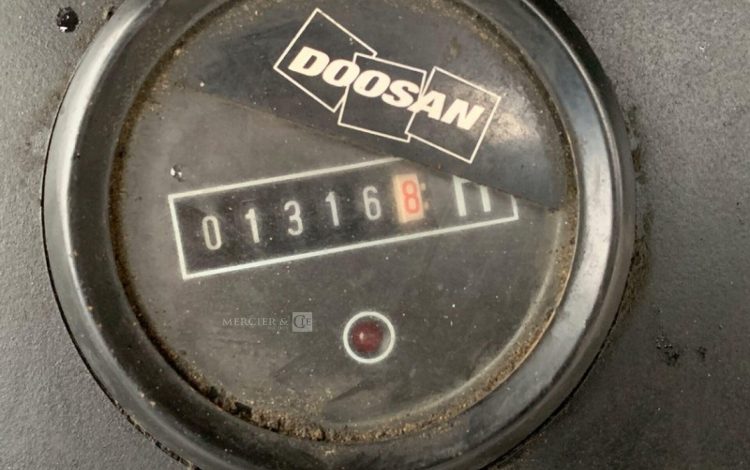 DOOSAN
013168
MERCIER & CIE